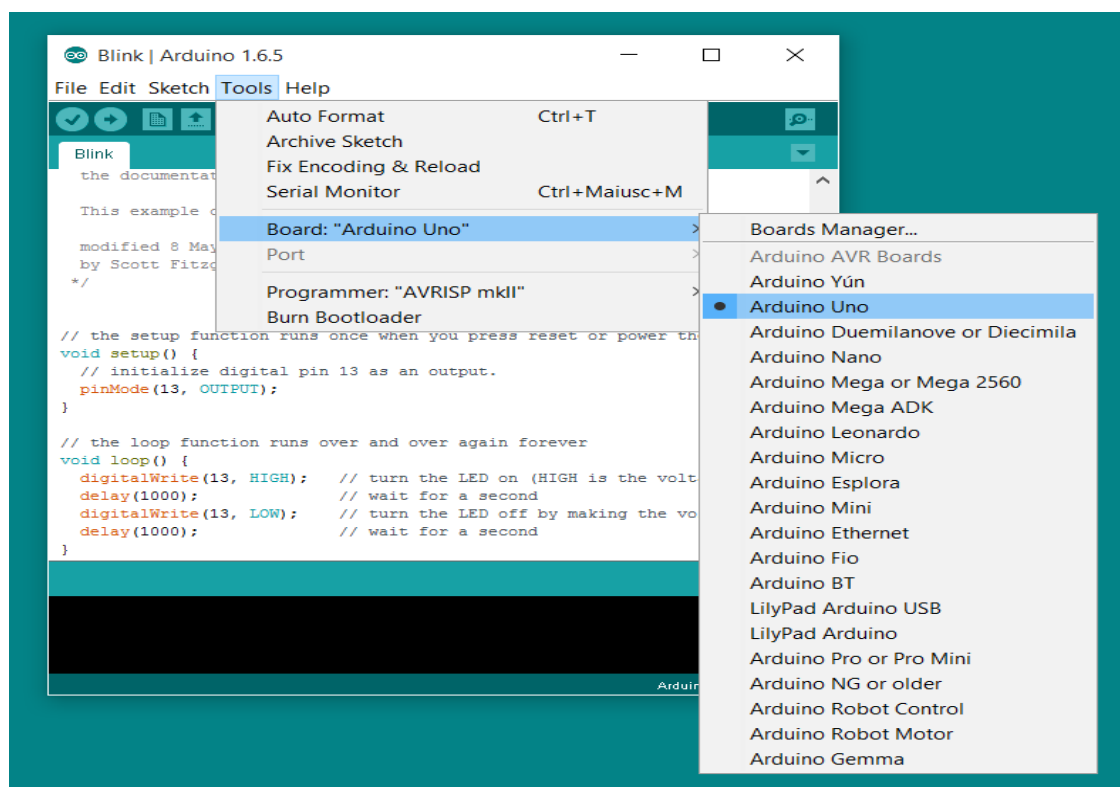 Blink | Arduino 1.6.5
File Edit Sketch Tools Help
Auto Format Ctrl+T
Archive Sketch
Fix Encoding & Reload
Serial Monitor Ctrl+Maiusc+M
Board: "Arduino Uno"
Port
Programmer: "AVRISP mkII"
Burn Bootloader
Blink
the documentat
This example
modified 8 May
by Scott Fitzg
*/
// the setup function runs once when you press reset or power th
void setup() {
// initialize digital pin 13 as an output.
pinMode(13, OUTPUT);
}
// the loop function runs over and over again forever
void loop() {
digitalWrite(13, HIGH); // turn the LED on (HIGH is the volt
delay(1000); // wait for a second
digitalWrite(13, LOW); // turn the LED off by making the vo
delay(1000); // wait for a second
}
Arduin
Boards Manager...
Arduino AVR Boards
Arduino Yún
Arduino Uno
Arduino Duemilanove or Diecimila
Arduino Nano
Arduino Mega or Mega 2560
Arduino Mega ADK
Arduino Leonardo
Arduino Micro
Arduino Esplora
Arduino Mini
Arduino Ethernet
Arduino Fio
Arduino BT
LilyPad Arduino USB
LilyPad Arduino
Arduino Pro or Pro Mini
Arduino NG or older
Arduino Robot Control
Arduino Robot Motor
Arduino Gemma